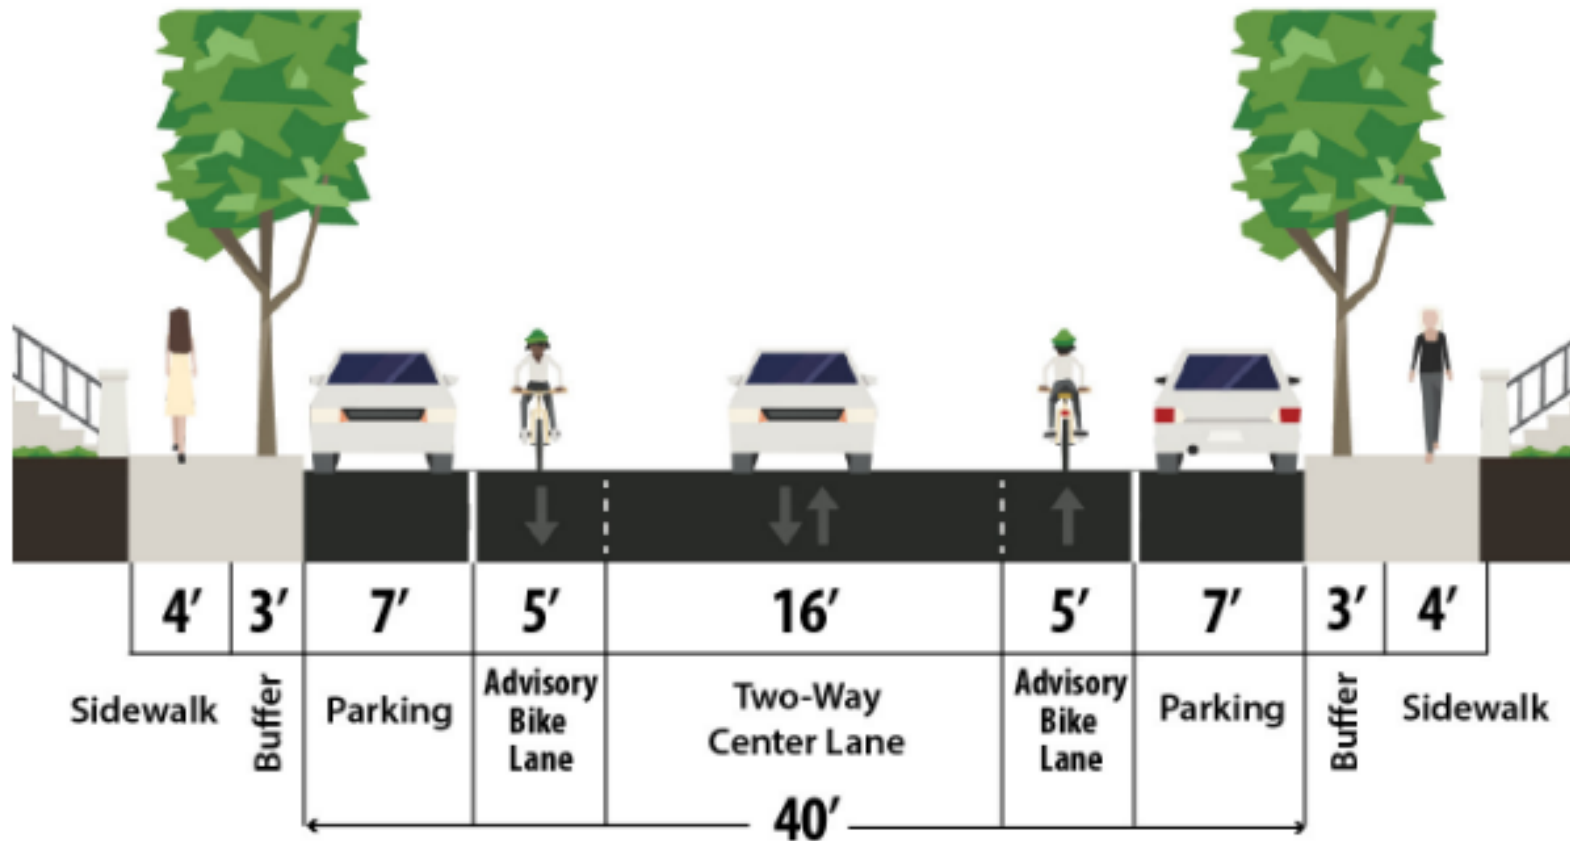 4′ 3′ 7′ 5′ 16′ 5′ 7′ 3′ 4′
Sidewalk
Buffer
Parking
Advisory
Bike
Lane
Two-Way
Center Lane
Advisory
Bike
Lane
Parking
Buffer
Sidewalk
40′